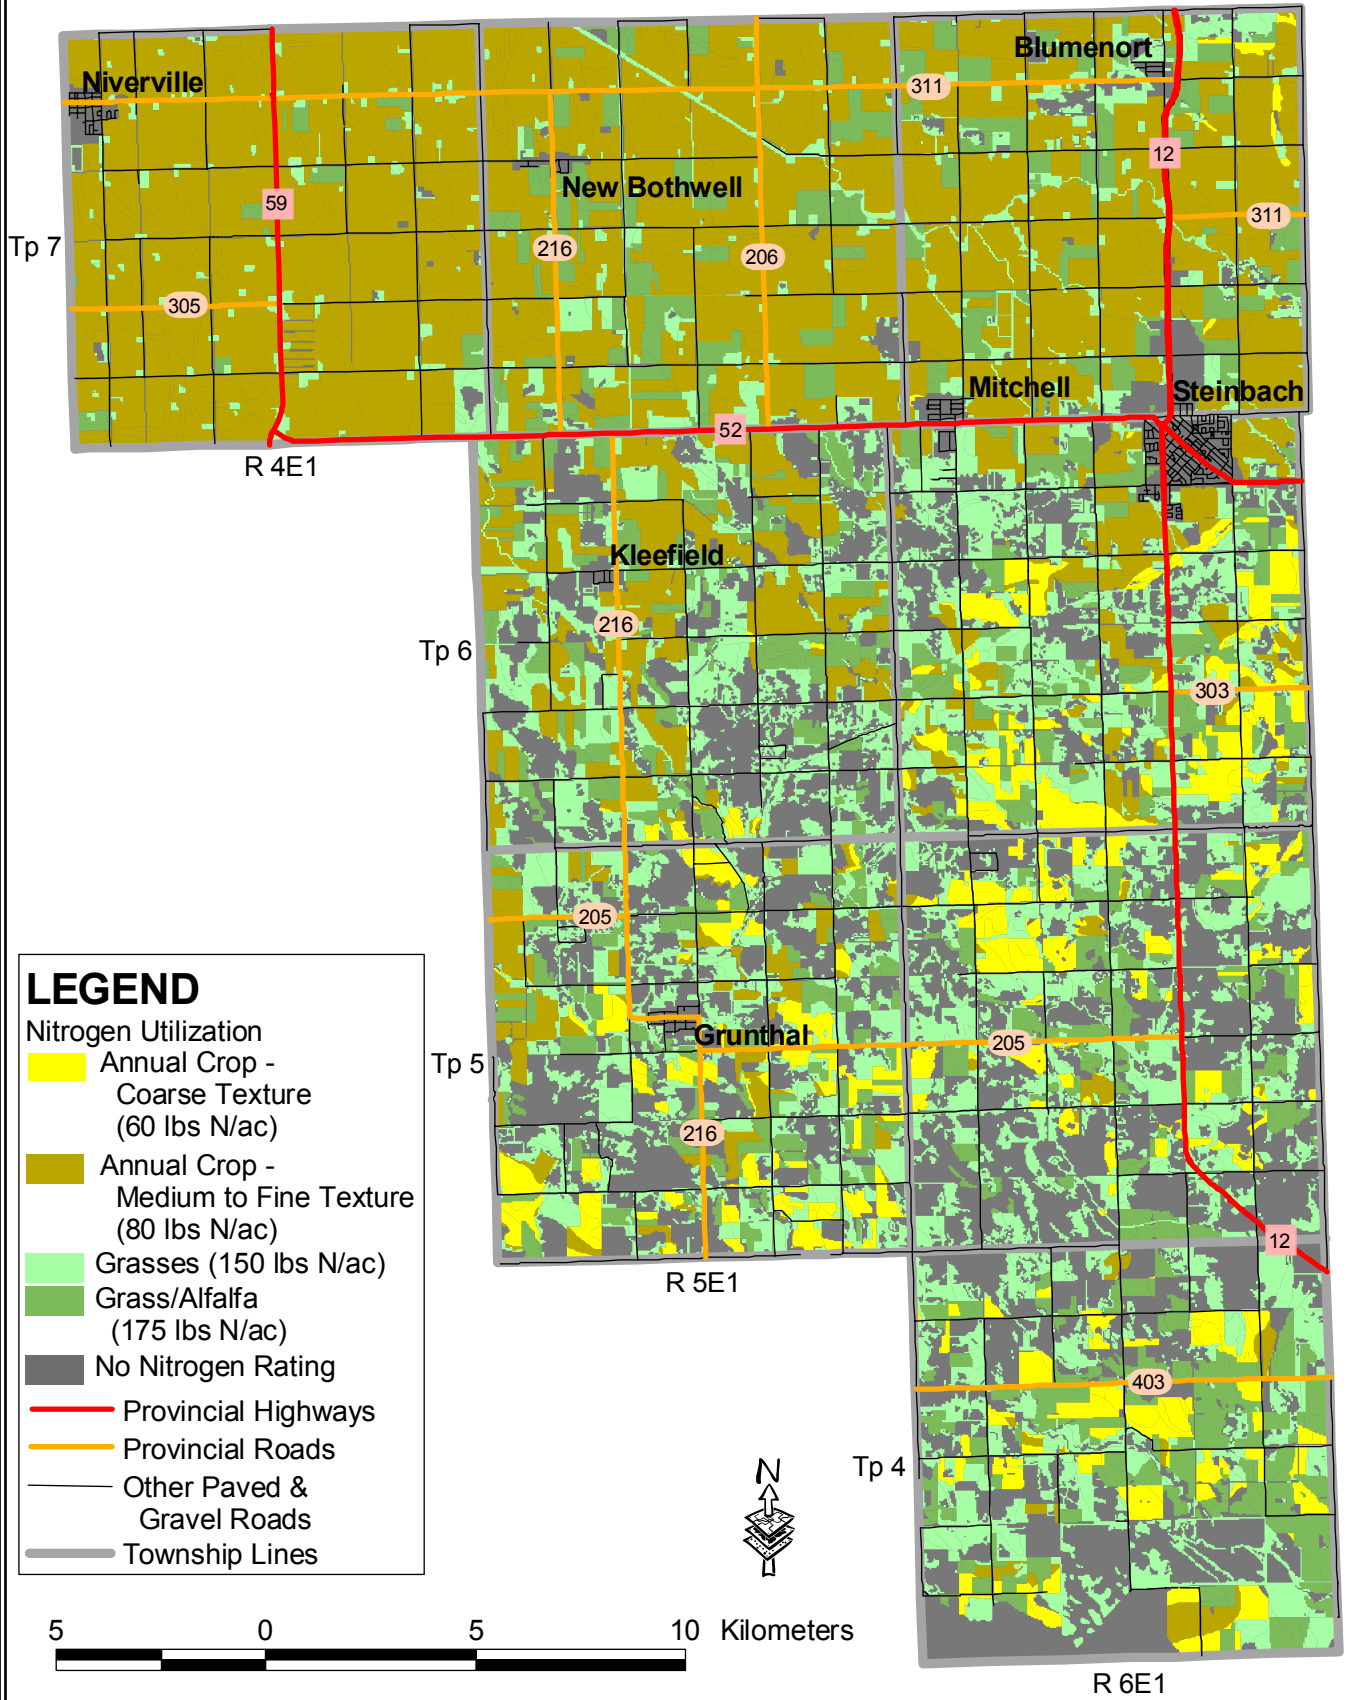 Blumenort
Niverville
311
12
New Bothwell
59
311
Tp 7
216
206
305
Mitchell
Steinbach
52
R 4E1
Kleefield
216
Tp 6
303
205
LEGEND
Nitrogen Utilization
Annual Crop -
Coarse Texture
(60 lbs N/ac)
Annual Crop -
Medium to Fine Texture
(80 lbs N/ac)
Grasses (150 lbs N/ac)
Grass/Alfalfa
(175 lbs N/ac)
No Nitrogen Rating
Provincial Highways
Provincial Roads
Other Paved &
Gravel Roads
Township Lines
Grunthal
205
Tp 5
216
12
R 5E1
403
Tp 4
N
5 0 5 10 Kilometers
R 6E1